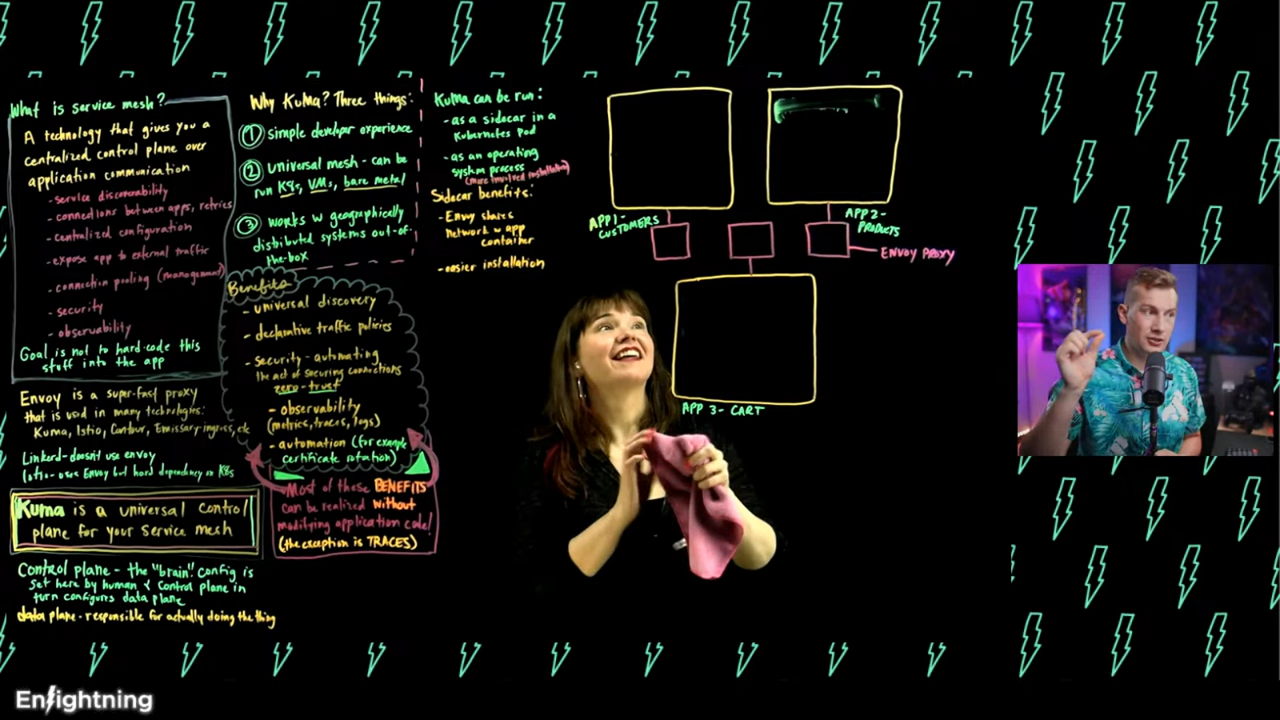 What is service mesh?
A technology that gives you a
centralized control plane over
application communication
- service discoverability
- connections between apps, retries
- centralized configuration
- expose app to external traffic
- connection pooling (management)
- security
- observability
Goal is not to hard-code this
stuff into the app
Envoy is a super-fast proxy
that is used in many technologies:
Kuma, Istio, Contour, Emissary-ingress, etc
Linkerd-doesn't use envoy
Istio-uses Envoy but hard dependency on K8s
Kuma is a universal control
plane for your service mesh
Control plane - the "brain". Config is
set here by human & control plane in
turn configures data plane
data plane - responsible for actually doing the thing
Why Kuma? Three things:
1 simple developer experience
2 universal mesh - can be
run K8s, VMs, bare metal
3 works w geographically
distributed systems out-of-
the-box
Benefits
- universal discovery
- declarative traffic policies
- security - automating
the act of securing connections
zero-trust
- observability
(metrics, traces, logs)
- automation (for example
certificate rotation)
Most of these BENEFITS
can be realized without
modifying application code!
(the exception is TRACES)
Kuma can be run:
- as a sidecar in a
Kubernetes pod
- as an operating
system process
(more involved installation)
Sidecar benefits:
- Envoy shares
network w app
container
- easier installation
APP 1-
CUSTOMERS
APP 2-
PRODUCTS
ENVOY PROXY
APP 3- CART
Enlightning